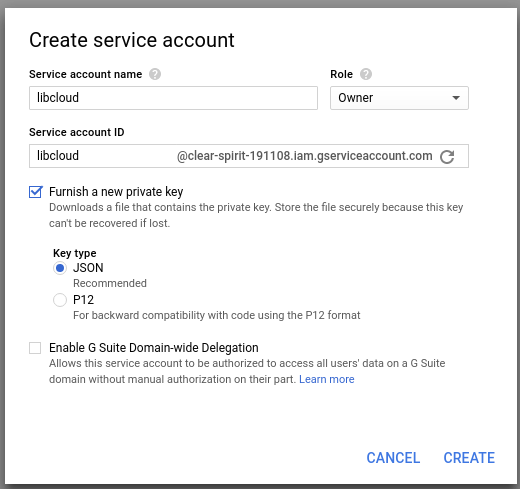 Create service account
Service account name ?
Role ?
libcloud
Owner
Service account ID
libcloud @clear-spirit-191108.iam.gserviceaccount.com
Furnish a new private key
Downloads a file that contains the private key. Store the file securely because this key
can't be recovered if lost.
Key type
JSON
Recommended
P12
For backward compatibility with code using the P12 format
Enable G Suite Domain-wide Delegation
Allows this service account to be authorized to access all users' data on a G Suite
domain without manual authorization on their part. Learn more
CANCEL CREATE